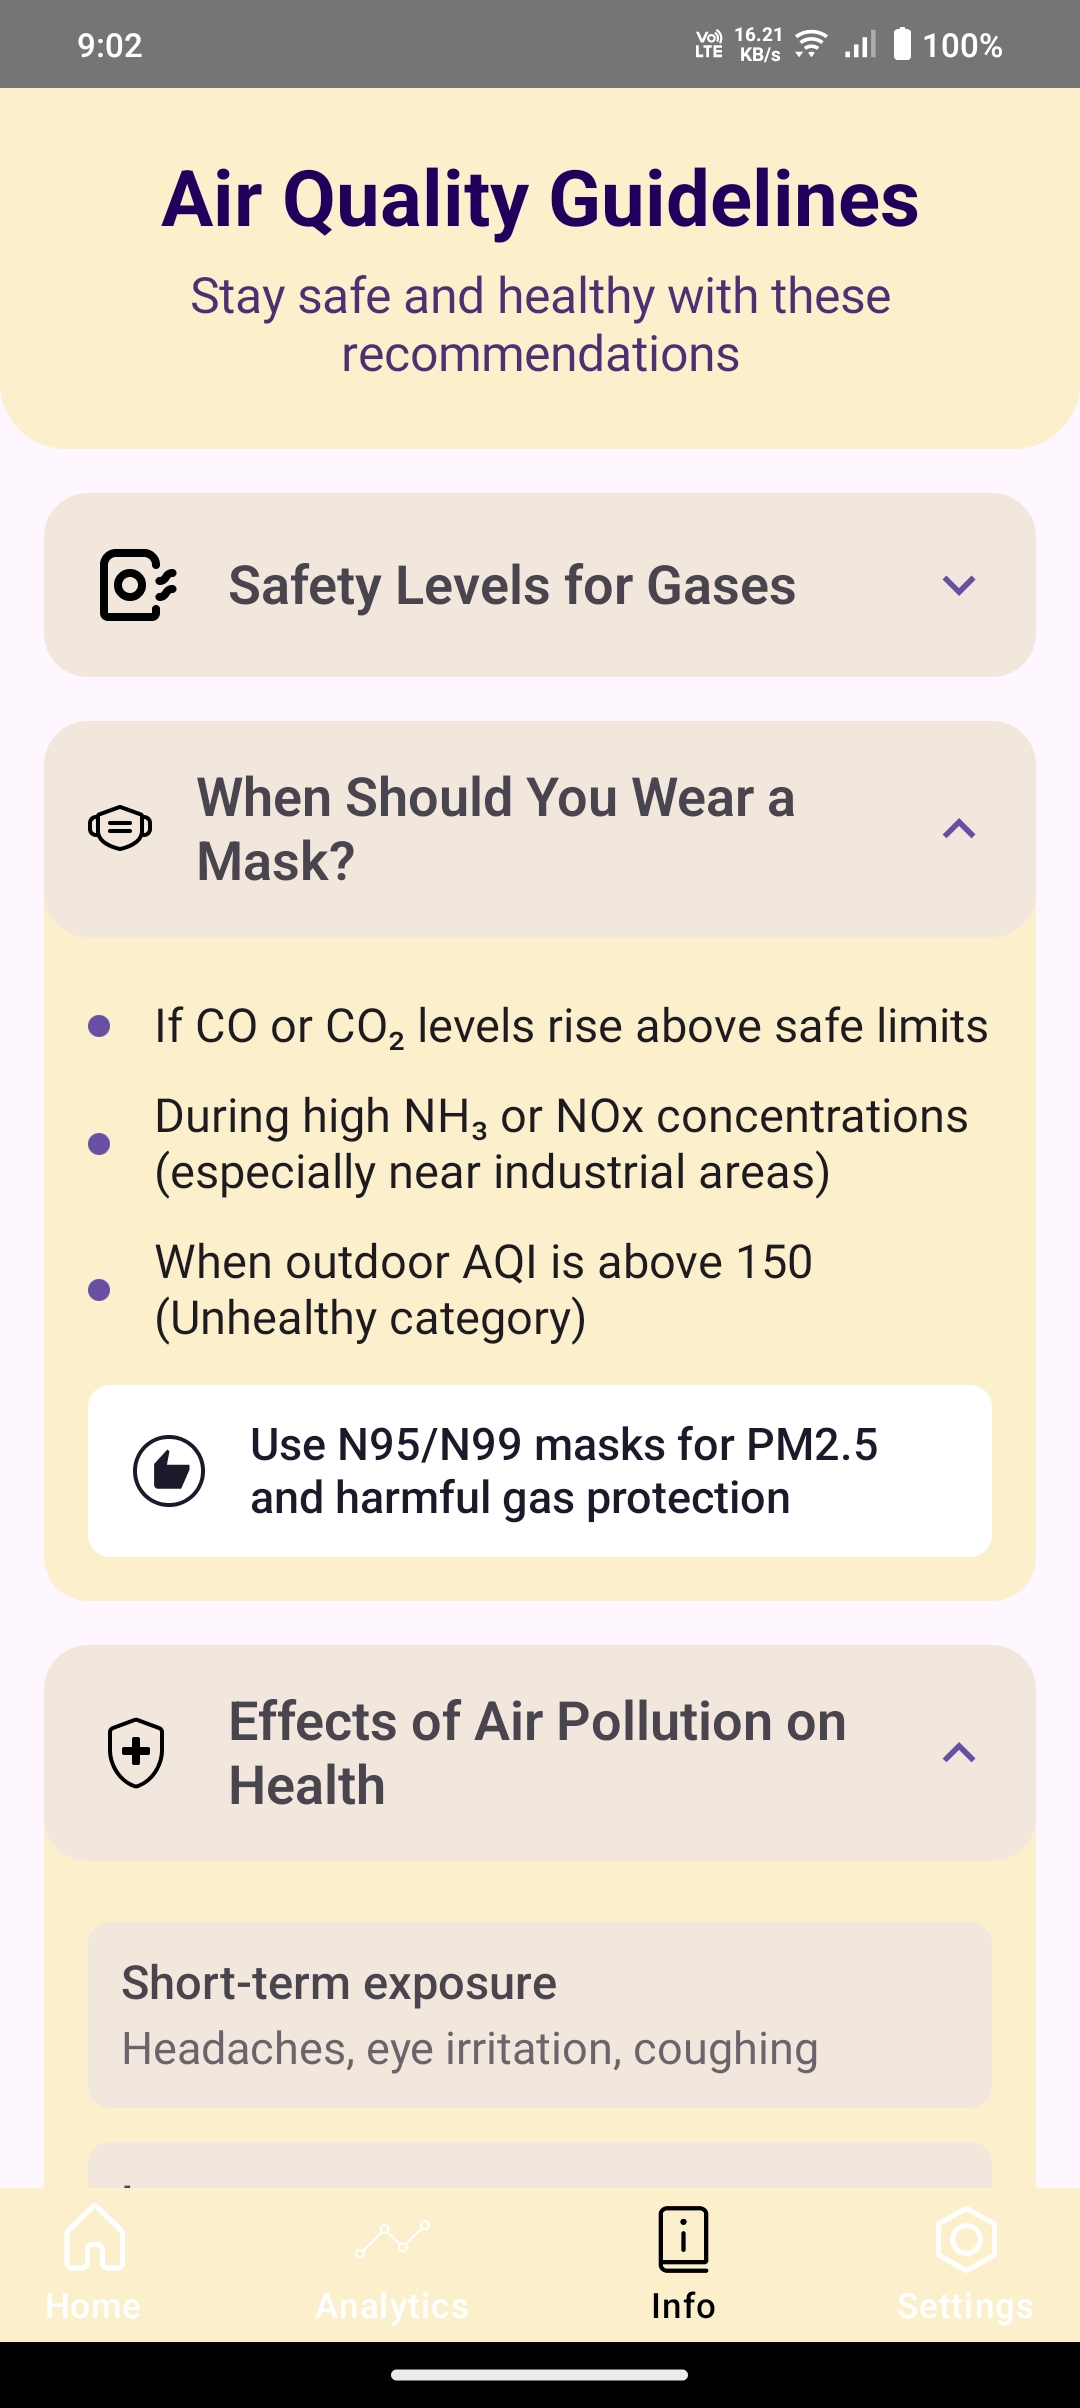 9:02
Vo)) LTE
16.21 KB/s
100%
Air Quality Guidelines
Stay safe and healthy with these
recommendations
Safety Levels for Gases
When Should You Wear a
Mask?
If CO or CO₂ levels rise above safe limits
During high NH₃ or NOx concentrations
(especially near industrial areas)
When outdoor AQI is above 150
(Unhealthy category)
Use N95/N99 masks for PM2.5
and harmful gas protection
Effects of Air Pollution on
Health
Short-term exposure
Headaches, eye irritation, coughing
Home
Analytics
Info
Settings